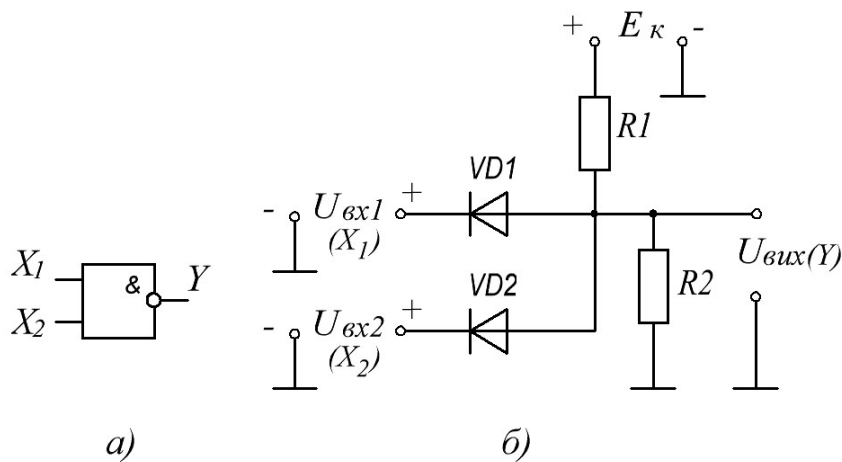 + E к -
R1
VD1
- Uвх1 +
(X1)
X1
& Y
X2
Uвих(Y)
R2
VD2
- Uвх2 +
(X2)
а) б)